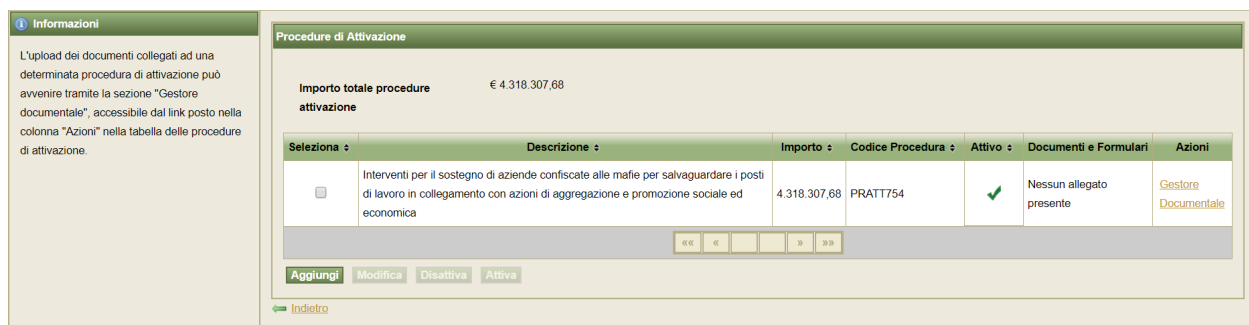 Informazioni
L'upload dei documenti collegati ad una
determinata procedura di attivazione può
avvenire tramite la sezione "Gestore
documentale", accessibile dal link posto nella
colonna "Azioni" nella tabella delle procedure
di attivazione.
Procedure di Attivazione
Importo totale procedure
attivazione
€ 4.318.307,68
Seleziona Descrizione Importo Codice Procedura Attivo Documenti e Formulari Azioni
Interventi per il sostegno di aziende confiscate alle mafie per salvaguardare i posti
di lavoro in collegamento con azioni di aggregazione e promozione sociale ed
economica
4.318.307,68
PRATT754
Nessun allegato
presente
Gestore
Documentale
«« « » »»
Aggiungi Modifica Disattiva Attiva
Indietro